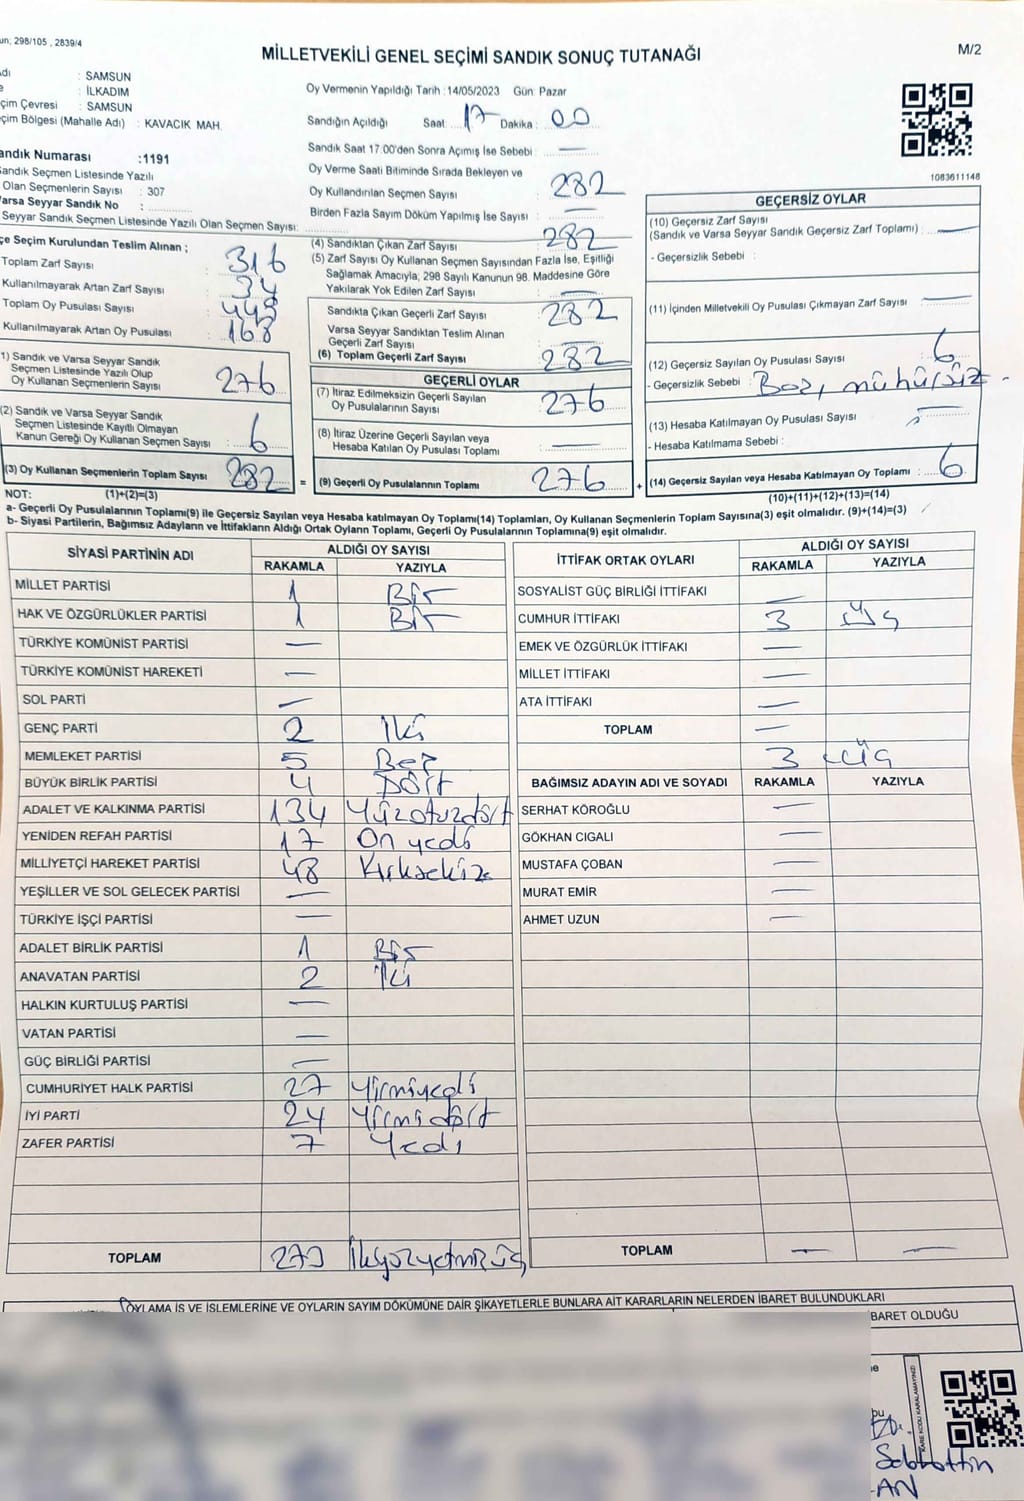 un; 298/105 , 2839/4
MİLLETVEKİLİ GENEL SEÇİMİ SANDIK SONUÇ TUTANAĞI
M/2
: SAMSUN
: İLKADIM
çim Çevresi : SAMSUN
çim Bölgesi (Mahalle Adı) : KAVACIK MAH.
andık Numarası :1191
andık Seçmen Listesinde Yazılı
Olan Seçmenlerin Sayısı : 307
arsa Seyyar Sandık No :
Seyyar Sandık Seçmen Listesinde Yazılı Olan Seçmen Sayısı:
Oy Vermenin Yapıldığı Tarih :14/05/2023 Gün: Pazar
Sandığın Açıldığı Saat: 17 Dakika : 00
Sandık Saat 17:00'den Sonra Açımış İse Sebebi : —
Oy Verme Saati Bitiminde Sırada Bekleyen ve
Oy Kullandırılan Seçmen Sayısı : 282
Birden Fazla Sayım Döküm Yapılmış İse Sayısı : —
1083611148
çe Seçim Kurulundan Teslim Alınan ;
Toplam Zarf Sayısı : 316
Kullanılmayarak Artan Zarf Sayısı : 34
Toplam Oy Pusulası Sayısı :
Kullanılmayarak Artan Oy Pusulası : 168
1) Sandık ve Varsa Seyyar Sandık
Seçmen Listesinde Yazılı Olup
Oy Kullanan Seçmenlerin Sayısı : 276
(2) Sandık ve Varsa Seyyar Sandık
Seçmen Listesinde Kayıtlı Olmayan
Kanun Gereği Oy Kullanan Seçmen Sayısı : 6
(3) Oy Kullanan Seçmenlerin Toplam Sayısı : 282
(4) Sandıktan Çıkan Zarf Sayısı : 282
(5) Zarf Sayısı Oy Kullanan Seçmen Sayısından Fazla İse, Eşitliği
Sağlamak Amacıyla; 298 Sayılı Kanunun 98. Maddesine Göre
Yakılarak Yok Edilen Zarf Sayısı : —
Sandıkta Çıkan Geçerli Zarf Sayısı : 282
Varsa Seyyar Sandıktan Teslim Alınan
Geçerli Zarf Sayısı : —
(6) Toplam Geçerli Zarf Sayısı : 282
GEÇERLİ OYLAR
(7) İtiraz Edilmeksizin Geçerli Sayılan
Oy Pusulalarının Sayısı : 276
(8) İtiraz Üzerine Geçerli Sayılan veya
Hesaba Katılan Oy Pusulası Toplamı : —
= (9) Geçerli Oy Pusulalarının Toplamı : 276
GEÇERSİZ OYLAR
(10) Geçersiz Zarf Sayısı
(Sandık ve Varsa Seyyar Sandık Geçersiz Zarf Toplamı) : —
- Geçersizlik Sebebi :
(11) İçinden Milletvekili Oy Pusulası Çıkmayan Zarf Sayısı : —
(12) Geçersiz Sayılan Oy Pusulası Sayısı : 6
- Geçersizlik Sebebi : Boş, mühürsüz
(13) Hesaba Katılmayan Oy Pusulası Sayısı : —
- Hesaba Katılmama Sebebi :
+ (14) Geçersiz Sayılan veya Hesaba Katılmayan Oy Toplamı : 6
NOT: (1)+(2)=(3)
(10)+(11)+(12)+(13)=(14)
a- Geçerli Oy Pusulalarının Toplamı(9) ile Geçersiz Sayılan veya Hesaba katılmayan Oy Toplamı(14) Toplamları, Oy Kullanan Seçmenlerin Toplam Sayısına(3) eşit olmalıdır. (9)+(14)=(3)
b- Siyasi Partilerin, Bağımsız Adayların ve İttifakların Aldığı Ortak Oyların Toplamı, Geçerli Oy Pusulalarının Toplamına(9) eşit olmalıdır.
SİYASİ PARTİNİN ADI ALDIĞI OY SAYISI
RAKAMLA YAZIYLA
MİLLET PARTİSİ 1 Bir
HAK VE ÖZGÜRLÜKLER PARTİSİ 1 Bir
TÜRKİYE KOMÜNİST PARTİSİ —
TÜRKİYE KOMÜNİST HAREKETİ —
SOL PARTİ —
GENÇ PARTİ 2 İki
MEMLEKET PARTİSİ 5 Beş
BÜYÜK BİRLİK PARTİSİ 4 Dört
ADALET VE KALKINMA PARTİSİ 134 Yüzotuzdört
YENİDEN REFAH PARTİSİ 17 On yedi
MİLLİYETÇİ HAREKET PARTİSİ 48 Kırksekiz
YEŞİLLER VE SOL GELECEK PARTİSİ —
TÜRKİYE İŞÇİ PARTİSİ —
ADALET BİRLİK PARTİSİ 1 Bir
ANAVATAN PARTİSİ 2 İki
HALKIN KURTULUŞ PARTİSİ —
VATAN PARTİSİ —
GÜÇ BİRLİĞİ PARTİSİ —
CUMHURİYET HALK PARTİSİ 27 Yirmiyedi
İYİ PARTİ 24 Yirmi dört
ZAFER PARTİSİ 7 Yedi
TOPLAM 273 İkiyüzyetmişüç
İTTİFAK ORTAK OYLARI ALDIĞI OY SAYISI
RAKAMLA YAZIYLA
SOSYALİST GÜÇ BİRLİĞİ İTTİFAKI —
CUMHUR İTTİFAKI 3 Üç
EMEK VE ÖZGÜRLÜK İTTİFAKI —
MİLLET İTTİFAKI —
ATA İTTİFAKI —
TOPLAM —
3 Üç
BAĞIMSIZ ADAYIN ADI VE SOYADI RAKAMLA YAZIYLA
SERHAT KÖROĞLU —
GÖKHAN CIGALI —
MUSTAFA ÇOBAN —
MURAT EMİR —
AHMET UZUN —
TOPLAM — —
OYLAMA İŞ VE İŞLEMLERİNE VE OYLARIN SAYIM DÖKÜMÜNE DAİR ŞİKAYETLERLE BUNLARA AİT KARARLARIN NELERDEN İBARET BULUNDUKLARI
BARET OLDUĞU
KARE KODU KARALAMAYINIZ!